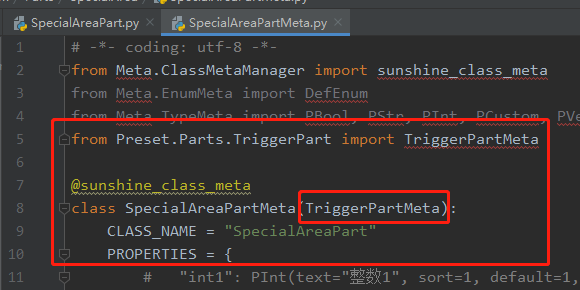 Parts
SpecialArea
SpecialAreaPartMeta.py
SpecialAreaPart.py
SpecialAreaPartMeta.py
1 # -*- coding: utf-8 -*-
2 from Meta.ClassMetaManager import sunshine_class_meta
3 from Meta.EnumMeta import DefEnum
4 from Meta.TypeMeta import PBool, PStr, PInt, PCustom, PVe
5 from Preset.Parts.TriggerPart import TriggerPartMeta
6
7 @sunshine_class_meta
8 class SpecialAreaPartMeta(TriggerPartMeta):
9 CLASS_NAME = "SpecialAreaPart"
10 PROPERTIES = {
11 # "int1": PInt(text="整数1", sort=1, default=1,